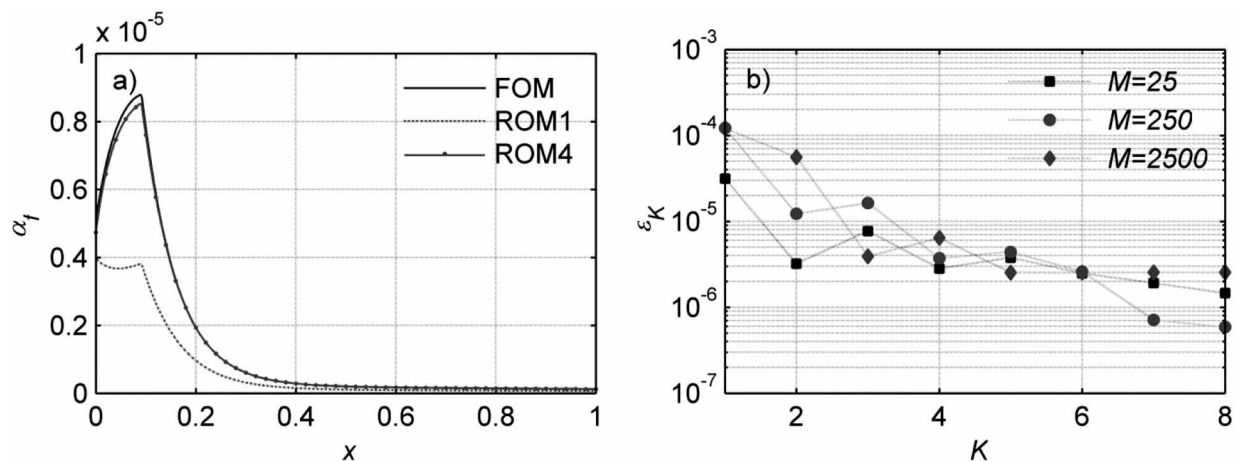 x 10⁻⁵
1
0.8
0.6
0.4
0.2
0
α_f
a)
FOM
ROM1
ROM4
0 0.2 0.4 0.6 0.8 1
x
10⁻³
10⁻⁴
10⁻⁵
10⁻⁶
10⁻⁷
ε_K
b)
M=25
M=250
M=2500
2 4 6 8
K